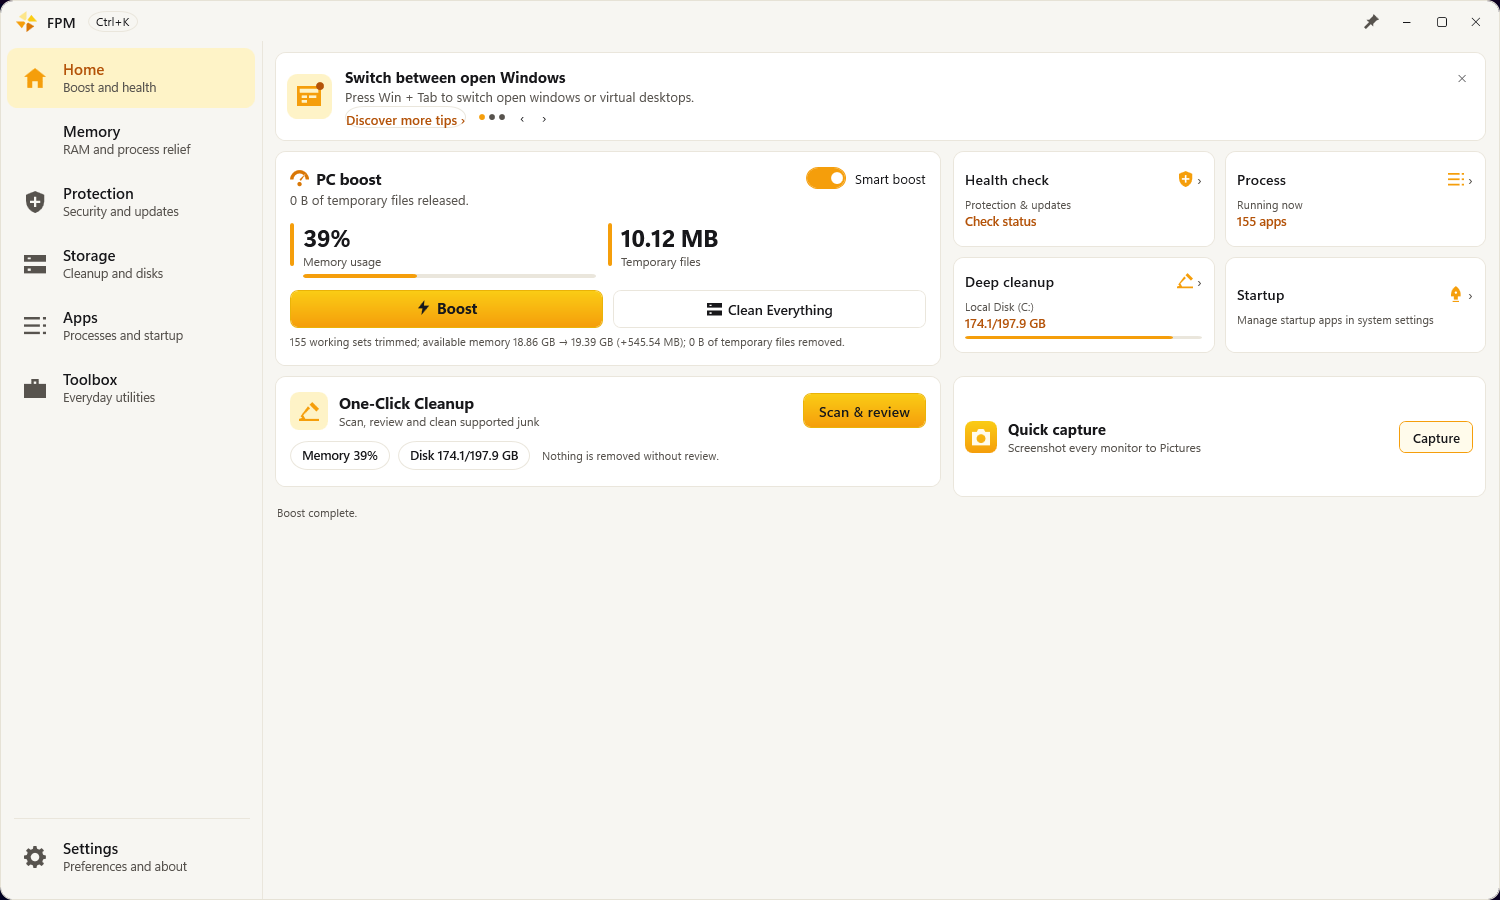 FPM Ctrl+K
Home
Boost and health
Memory
RAM and process relief
Protection
Security and updates
Storage
Cleanup and disks
Apps
Processes and startup
Toolbox
Everyday utilities
Settings
Preferences and about
Switch between open Windows
Press Win + Tab to switch open windows or virtual desktops.
Discover more tips ›
PC boost
Smart boost
0 B of temporary files released.
39%
Memory usage
10.12 MB
Temporary files
Boost
Clean Everything
155 working sets trimmed; available memory 18.86 GB → 19.39 GB (+545.54 MB); 0 B of temporary files removed.
Health check
Protection & updates
Check status
Process
Running now
155 apps
Deep cleanup
Local Disk (C:)
174.1/197.9 GB
Startup
Manage startup apps in system settings
One-Click Cleanup
Scan, review and clean supported junk
Scan & review
Memory 39%
Disk 174.1/197.9 GB
Nothing is removed without review.
Quick capture
Screenshot every monitor to Pictures
Capture
Boost complete.